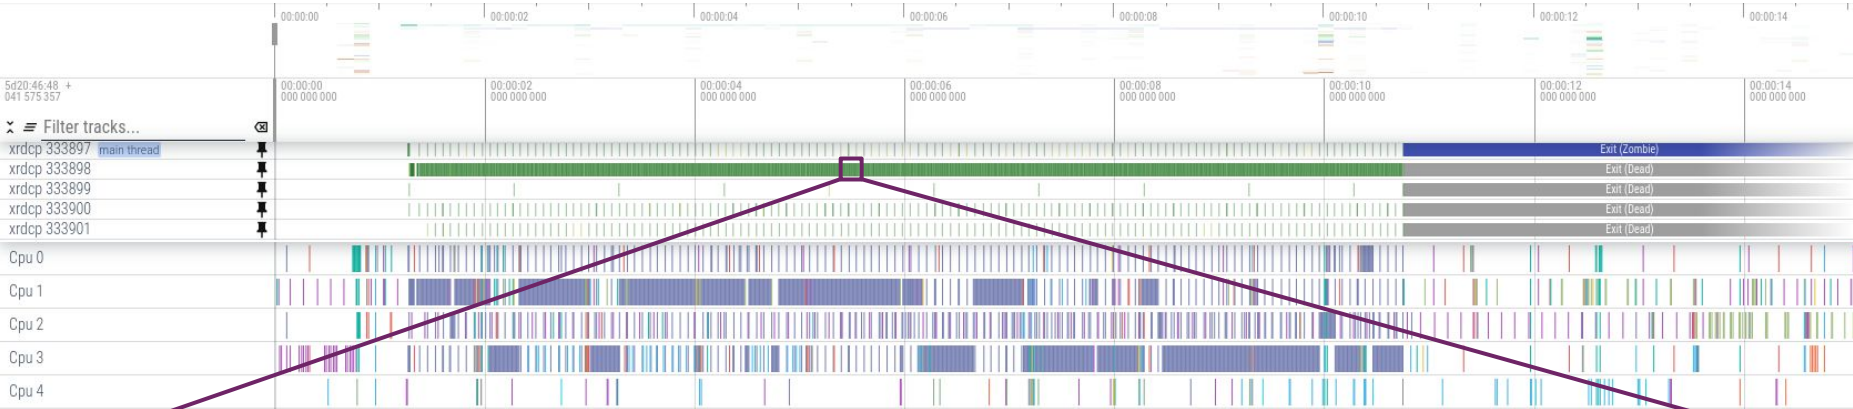 00:00:00 00:00:02 00:00:04 00:00:06 00:00:08 00:00:10 00:00:12 00:00:14
5d20:46:48 + 00:00:00 00:00:02 00:00:04 00:00:06 00:00:08 00:00:10 00:00:12 00:00:14
041 575 357 000 000 000 000 000 000 000 000 000 000 000 000 000 000 000 000 000 000 000 000 000 000 000 000
Filter tracks...
xrdcp 333897 main thread Exit (Zombie)
xrdcp 333898 Exit (Dead)
xrdcp 333899 Exit (Dead)
xrdcp 333900 Exit (Dead)
xrdcp 333901 Exit (Dead)
Cpu 0
Cpu 1
Cpu 2
Cpu 3
Cpu 4